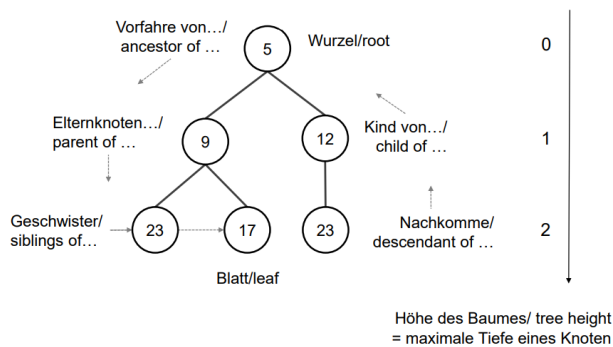 Vorfahre von…/
ancestor of …
5
Wurzel/root
0
Elternknoten…/
parent of …
9
12
Kind von…/
child of …
1
Geschwister/
siblings of…
23
17
23
Nachkomme/
descendant of …
2
Blatt/leaf
Höhe des Baumes/ tree height
= maximale Tiefe eines Knoten